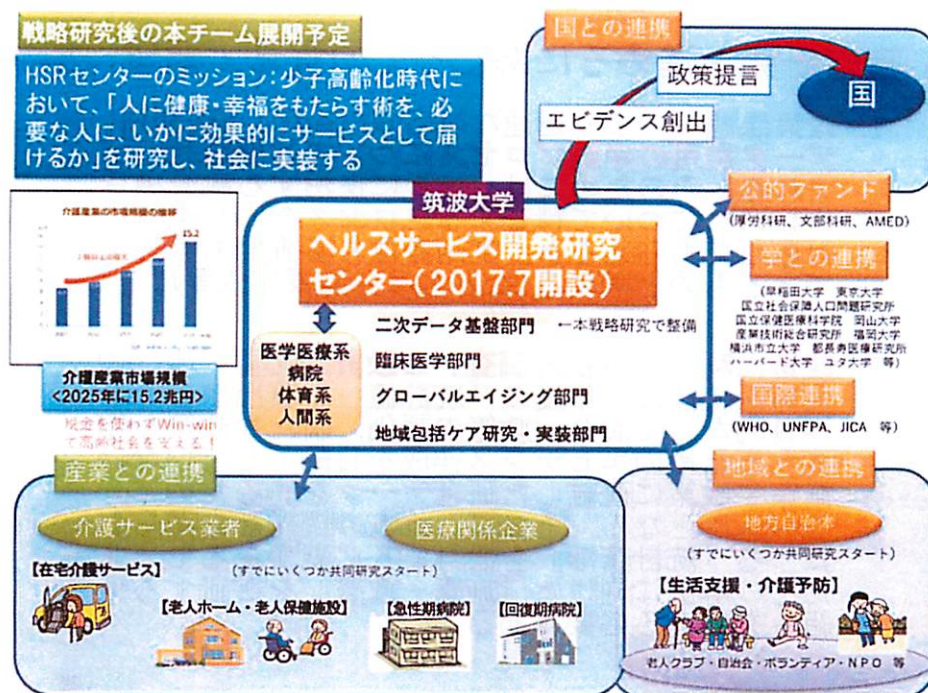 戦略研究後の本チーム展開予定
HSRセンターのミッション：少子高齢化時代に
おいて、「人に健康・幸福をもたらす術を、必
要な人に、いかに効果的にサービスとして届
けるか」を研究し、社会に実装する
国との連携
政策提言
国
エビデンス創出
介護産業の市場規模の推移
15.2
介護産業市場規模
<2025年に15.2兆円>
税金を使わずWin-win
で高齢社会を支える！
筑波大学
ヘルスサービス開発研究
センター（2017.7開設）
二次データ基盤部門 ←本戦略研究で整備
臨床医学部門
グローバルエイジング部門
地域包括ケア研究・実装部門
医学医療系
病院
体育系
人間系
公的ファンド
(厚労科研、文部科研、AMED)
学との連携
(早稲田大学 東京大学
国立社会保障人口問題研究所
国立保健医療科学院 岡山大学
産業技術総合研究所 福岡大学
横浜市立大学 都長寿医療研究所
ハーバード大学 ユタ大学 等)
国際連携
(WHO、UNFPA、JICA 等)
産業との連携
介護サービス業者
医療関係企業
(すでにいくつか共同研究スタート)
【在宅介護サービス】
【老人ホーム・老人保健施設】
【急性期病院】
【回復期病院】
地域との連携
地方自治体
(すでにいくつか共同研究スタート)
【生活支援・介護予防】
老人クラブ・自治会・ボランティア・NPO 等